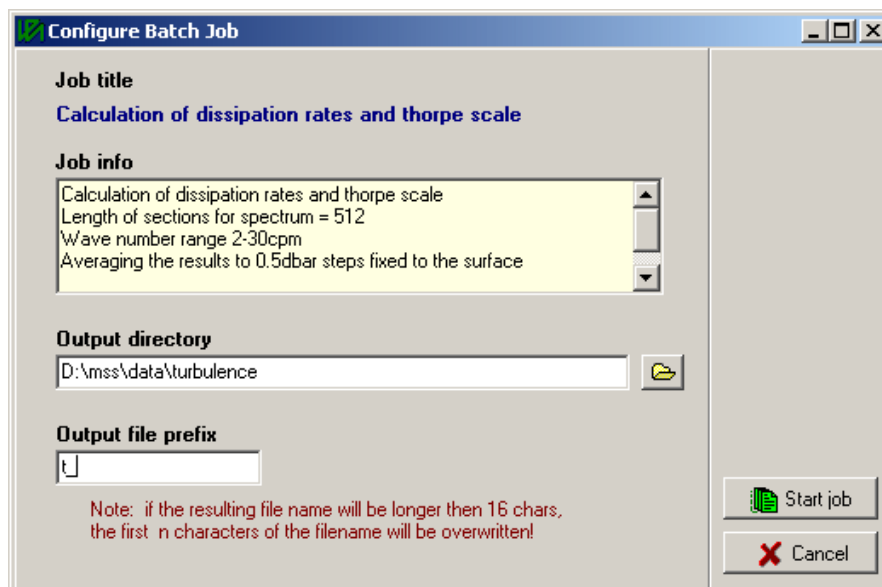 Configure Batch Job
Job title
Calculation of dissipation rates and thorpe scale
Job info
Calculation of dissipation rates and thorpe scale
Length of sections for spectrum = 512
Wave number range 2-30cpm
Averaging the results to 0.5dbar steps fixed to the surface
Output directory
D:\mss\data\turbulence
Output file prefix
t_
Note: if the resulting file name will be longer then 16 chars,
the first n characters of the filename will be overwritten!
Start job
Cancel